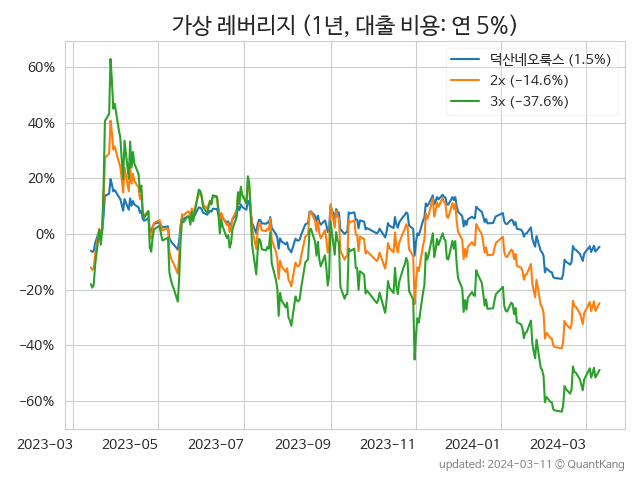 가상 레버리지 (1년, 대출 비용: 연 5%)
덕산네오룩스 (1.5%)
2x (−14.6%)
3x (−37.6%)
60%
40%
20%
0%
−20%
−40%
−60%
2023-03 2023-05 2023-07 2023-09 2023-11 2024-01 2024-03
updated: 2024-03-11 © QuantKang